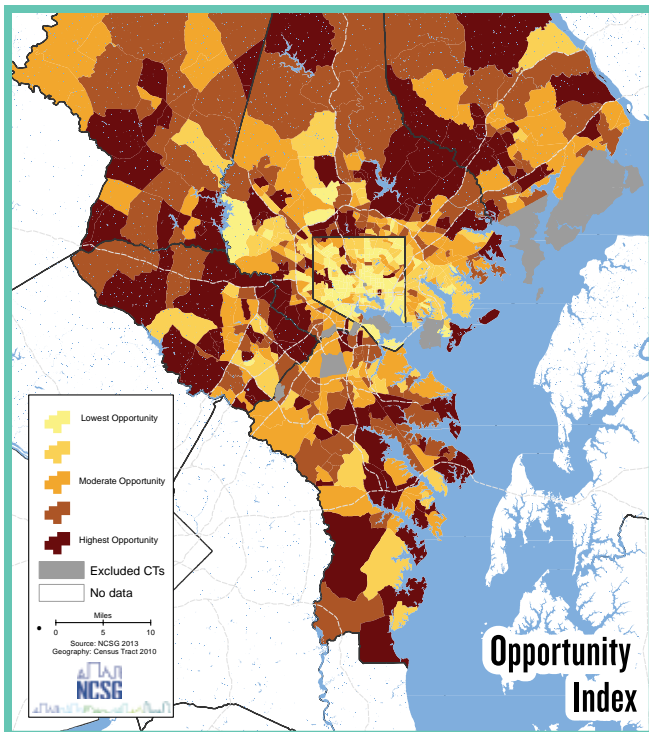 Lowest Opportunity
Moderate Opportunity
Highest Opportunity
Excluded CTs
No data
Miles
0 5 10
Source: NCSG 2013
Geography: Census Tract 2010
NCSG
Opportunity
Index